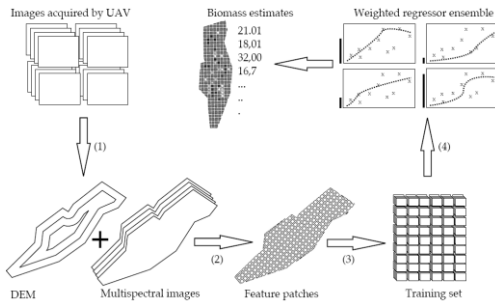 Images acquired by UAV
Biomass estimates
Weighted regressor ensemble
21,01
18,01
32,00
16,7
...
..
.
(1)
(4)
(2)
(3)
DEM
Multispectral images
Feature patches
Training set